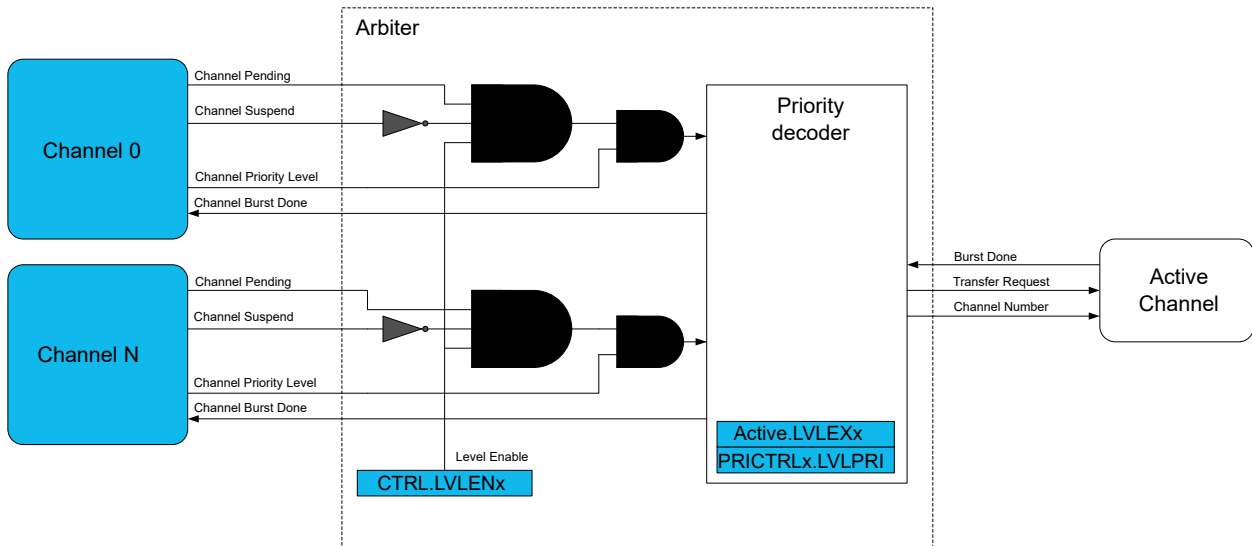 Arbiter
Channel Pending
Channel Suspend
Channel 0
Channel Priority Level
Channel Burst Done
Priority
decoder
Channel Pending
Channel Suspend
Channel N
Channel Priority Level
Channel Burst Done
Burst Done
Transfer Request
Channel Number
Active
Channel
Level Enable
CTRL.LVLENx
Active.LVLEXx
PRICTRLx.LVLPRI